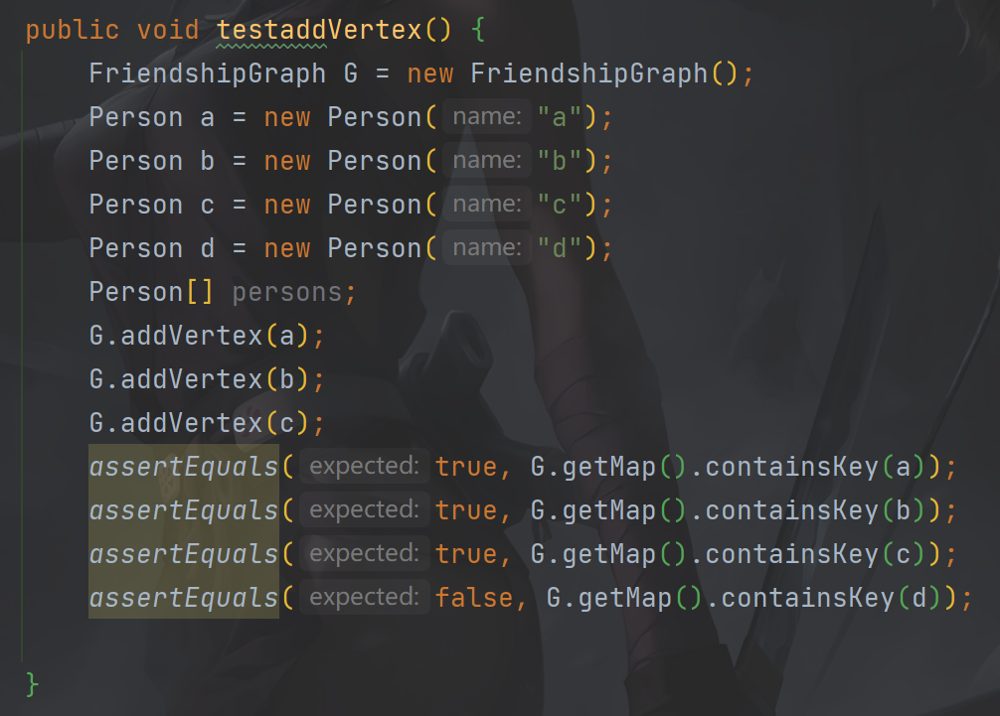 public void testaddVertex() {
FriendshipGraph G = new FriendshipGraph();
Person a = new Person( name: "a");
Person b = new Person( name: "b");
Person c = new Person( name: "c");
Person d = new Person( name: "d");
Person[] persons;
G.addVertex(a);
G.addVertex(b);
G.addVertex(c);
assertEquals( expected: true, G.getMap().containsKey(a));
assertEquals( expected: true, G.getMap().containsKey(b));
assertEquals( expected: true, G.getMap().containsKey(c));
assertEquals( expected: false, G.getMap().containsKey(d));
}